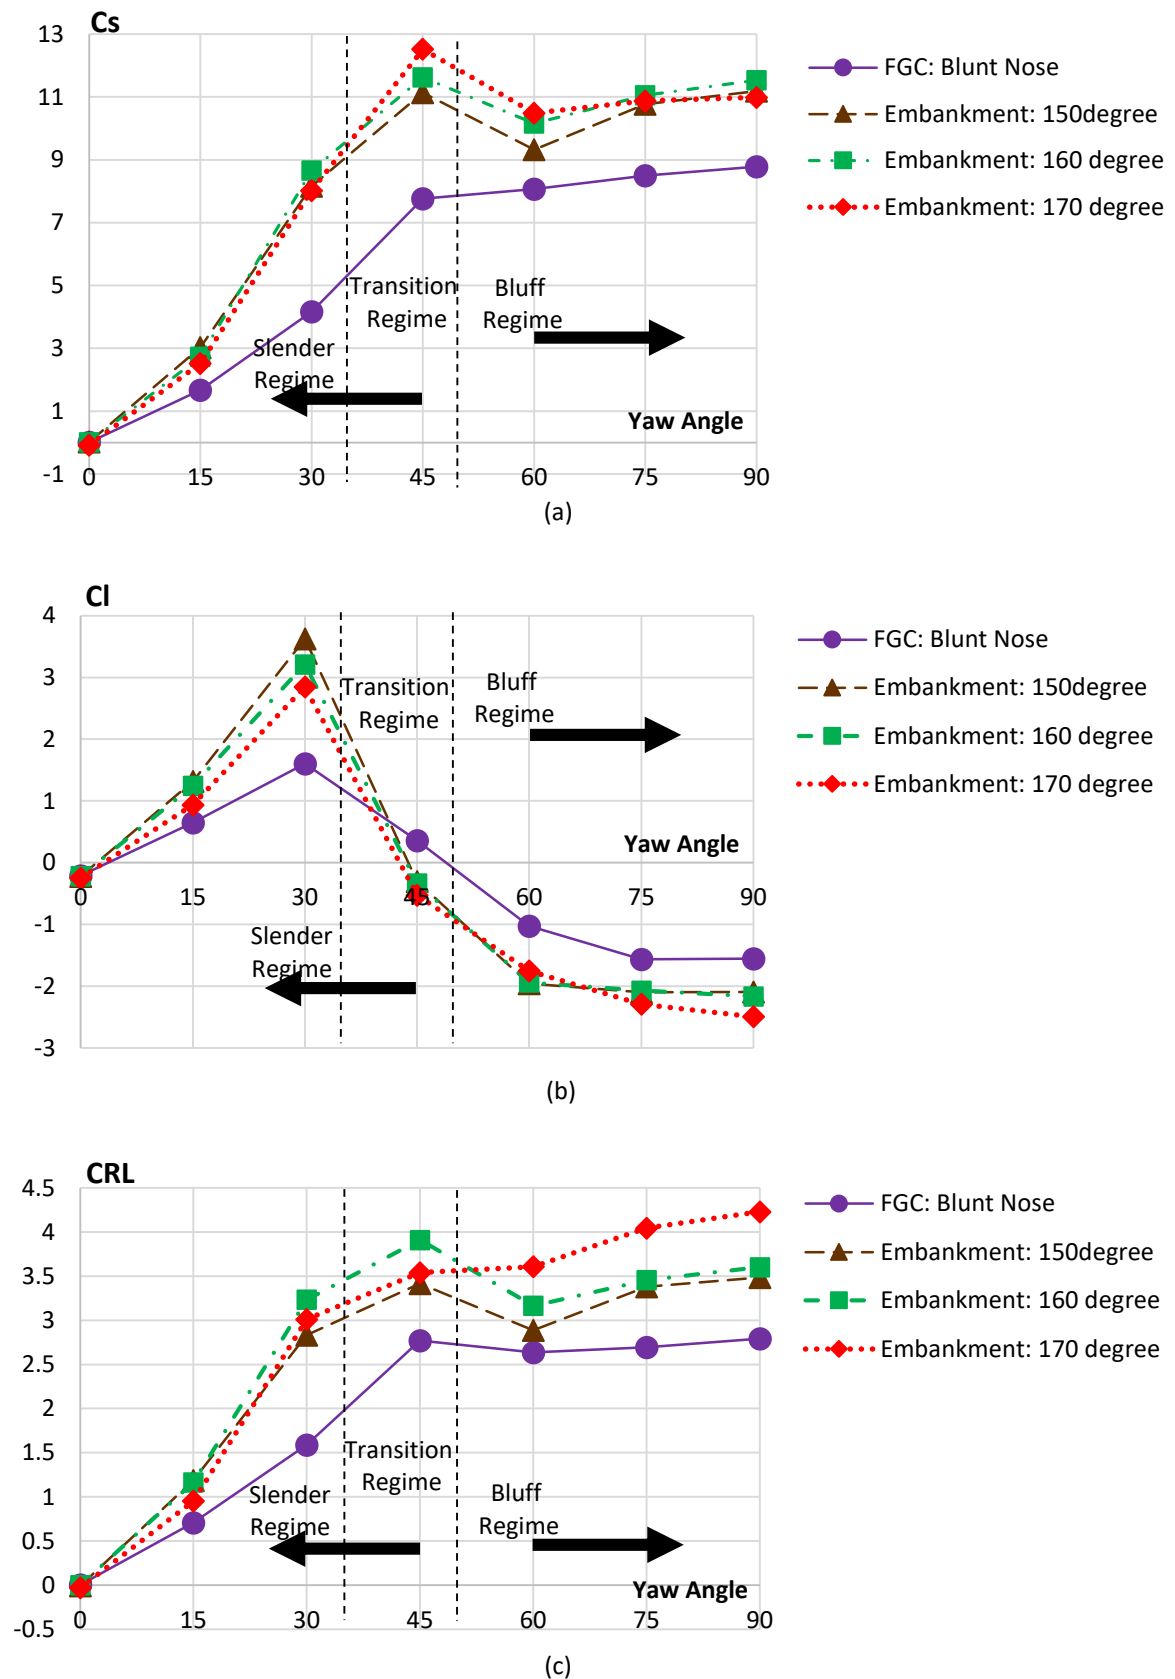 Cs
13
11
9
7
5
3
1
-1
0 15 30 45 60 75 90
Transition
Regime
Bluff
Regime
Slender
Regime
Yaw Angle
FGC: Blunt Nose
Embankment: 150degree
Embankment: 160 degree
Embankment: 170 degree
(a)
Cl
4
3
2
1
0
-1
-2
-3
0 15 30 45 60 75 90
Transition
Regime
Bluff
Regime
Yaw Angle
Slender
Regime
FGC: Blunt Nose
Embankment: 150degree
Embankment: 160 degree
Embankment: 170 degree
(b)
CRL
4.5
4
3.5
3
2.5
2
1.5
1
0.5
0
-0.5
0 15 30 45 60 75 90
Transition
Regime
Slender
Regime
Bluff
Regime
Yaw Angle
FGC: Blunt Nose
Embankment: 150degree
Embankment: 160 degree
Embankment: 170 degree
(c)